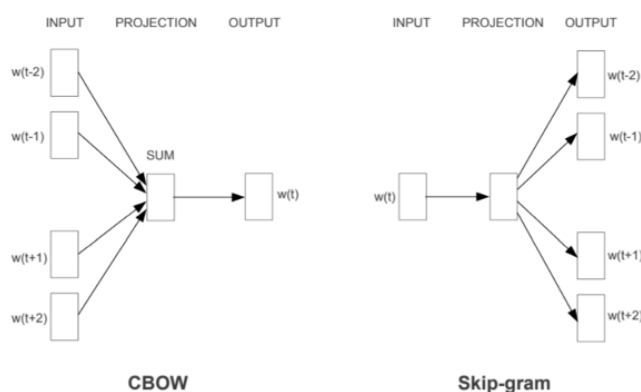 INPUT PROJECTION OUTPUT
w(t-2)
w(t-1)
SUM
w(t)
w(t+1)
w(t+2)
CBOW
INPUT PROJECTION OUTPUT
w(t-2)
w(t-1)
w(t)
w(t+1)
w(t+2)
Skip-gram